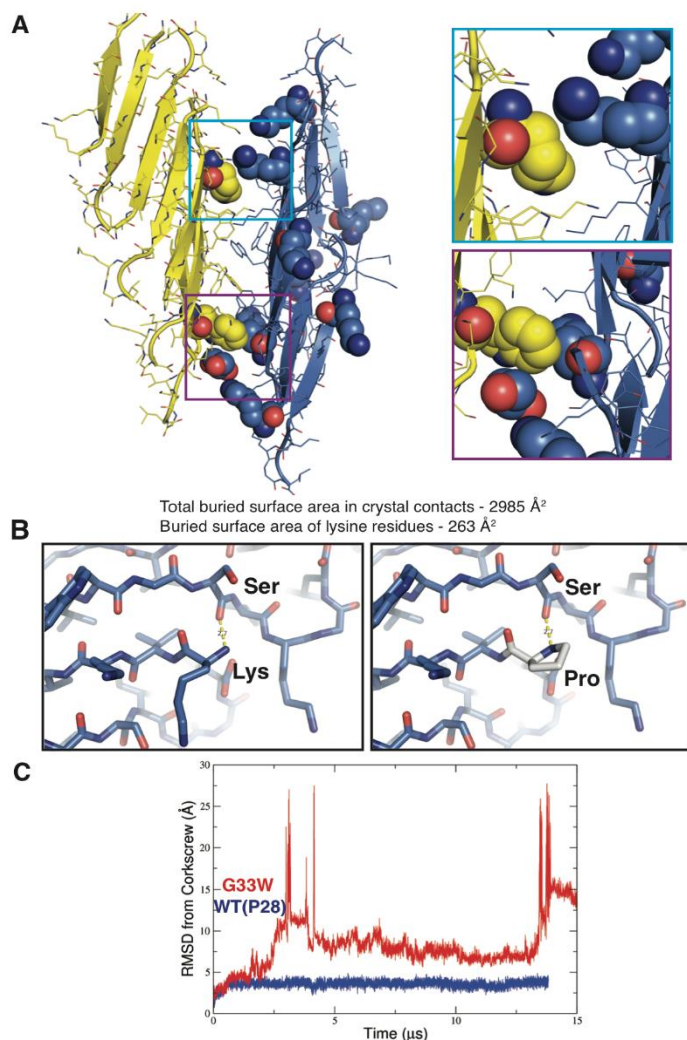 A
Total buried surface area in crystal contacts - 2985 Å²
Buried surface area of lysine residues - 263 Å²
B
Ser
Lys
Ser
Pro
C
RMSD from Corkscrew (Å)
30
25
20
15
10
5
0
G33W
WT(P28)
0
5
10
15
Time (μs)